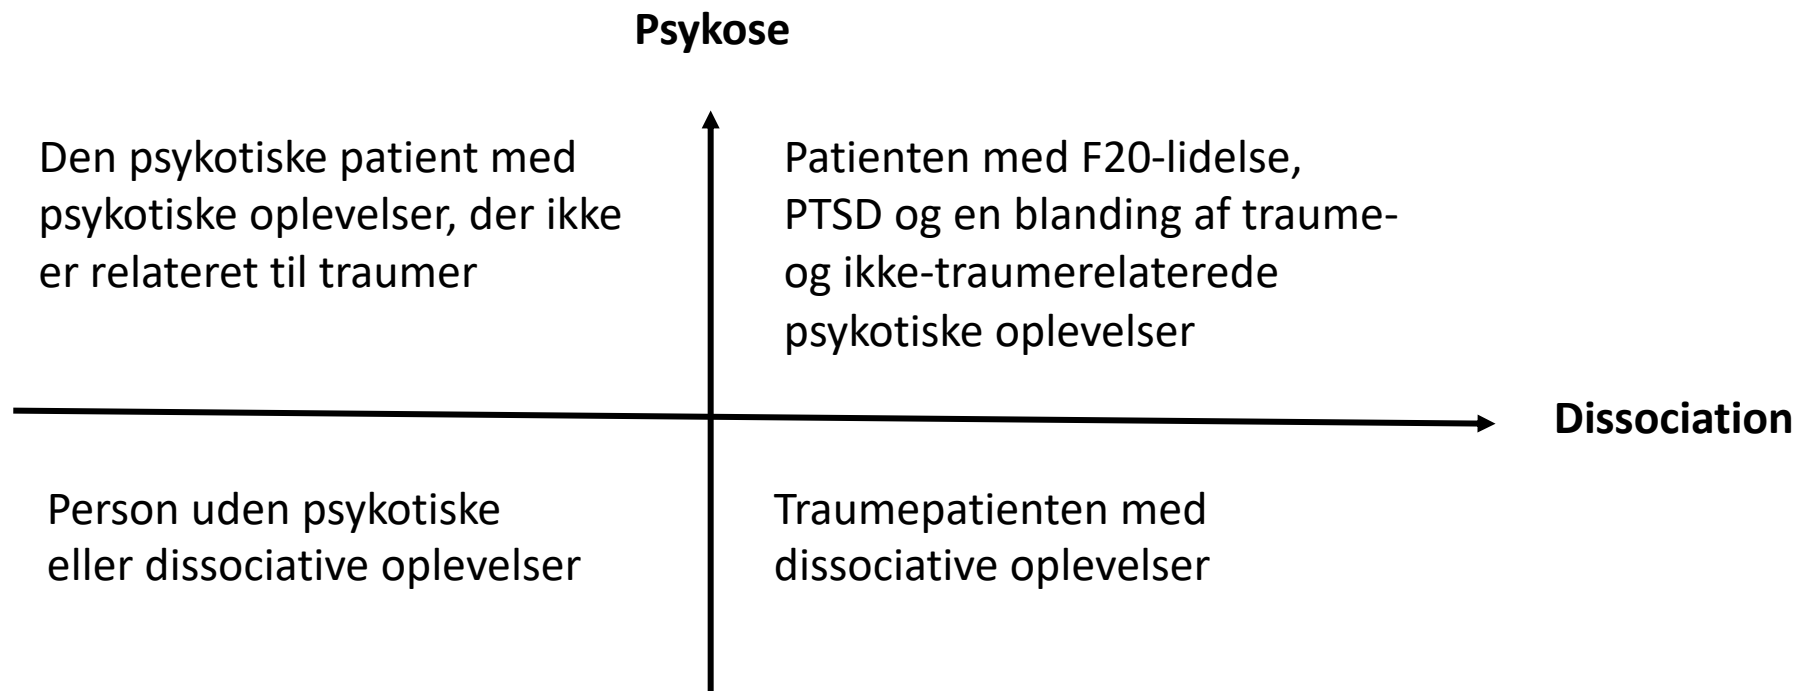 Psykose
Den psykotiske patient med
psykotiske oplevelser, der ikke
er relateret til traumer
Patienten med F20-lidelse,
PTSD og en blanding af traume-
og ikke-traumerelaterede
psykotiske oplevelser
Dissociation
Person uden psykotiske
eller dissociative oplevelser
Traumepatienten med
dissociative oplevelser